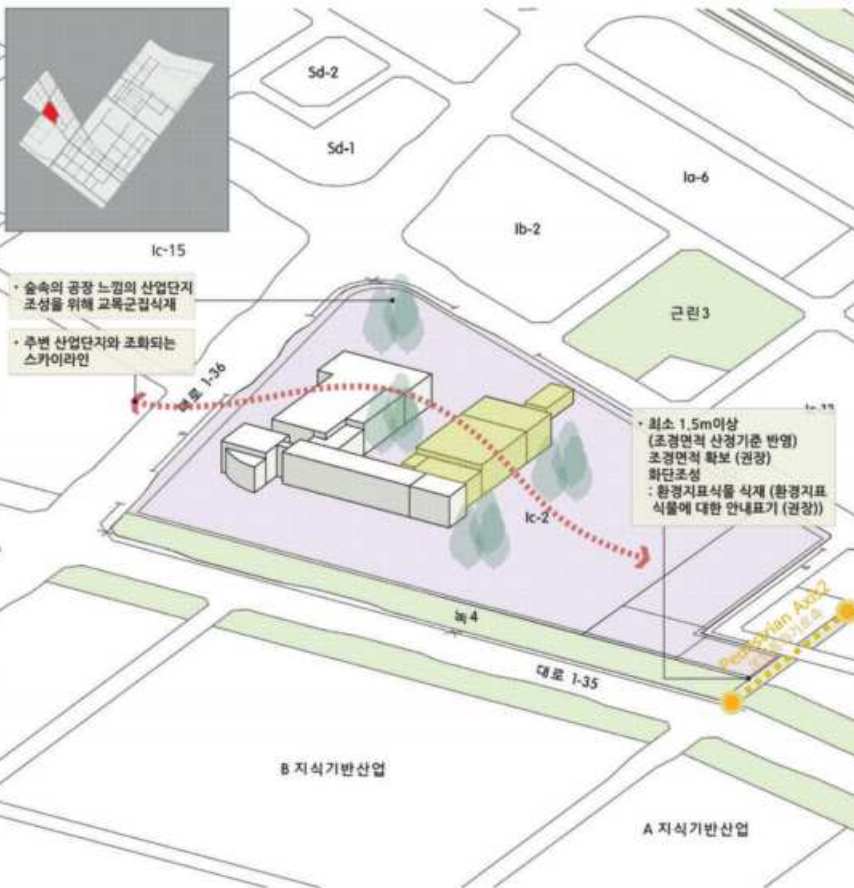 Sd-2
Sd-1
Ia-6
Ib-2
Ic-15
• 숲속의 공장 느낌의 산업단지
조성을 위해 교목군집식재
근린3
• 주변 산업단지와 조화되는
스카이라인
대로 1-36
• 최소 1.5m이상
(조경면적 산정기준 반영)
조경면적 확보 (권장)
화단조성
: 환경지표식물 식재 (환경지표
식물에 대한 안내표기 (권장))
Ic-2
녹4
Pedestrian Axis2
대로 1-35
B 지식기반산업
A 지식기반산업